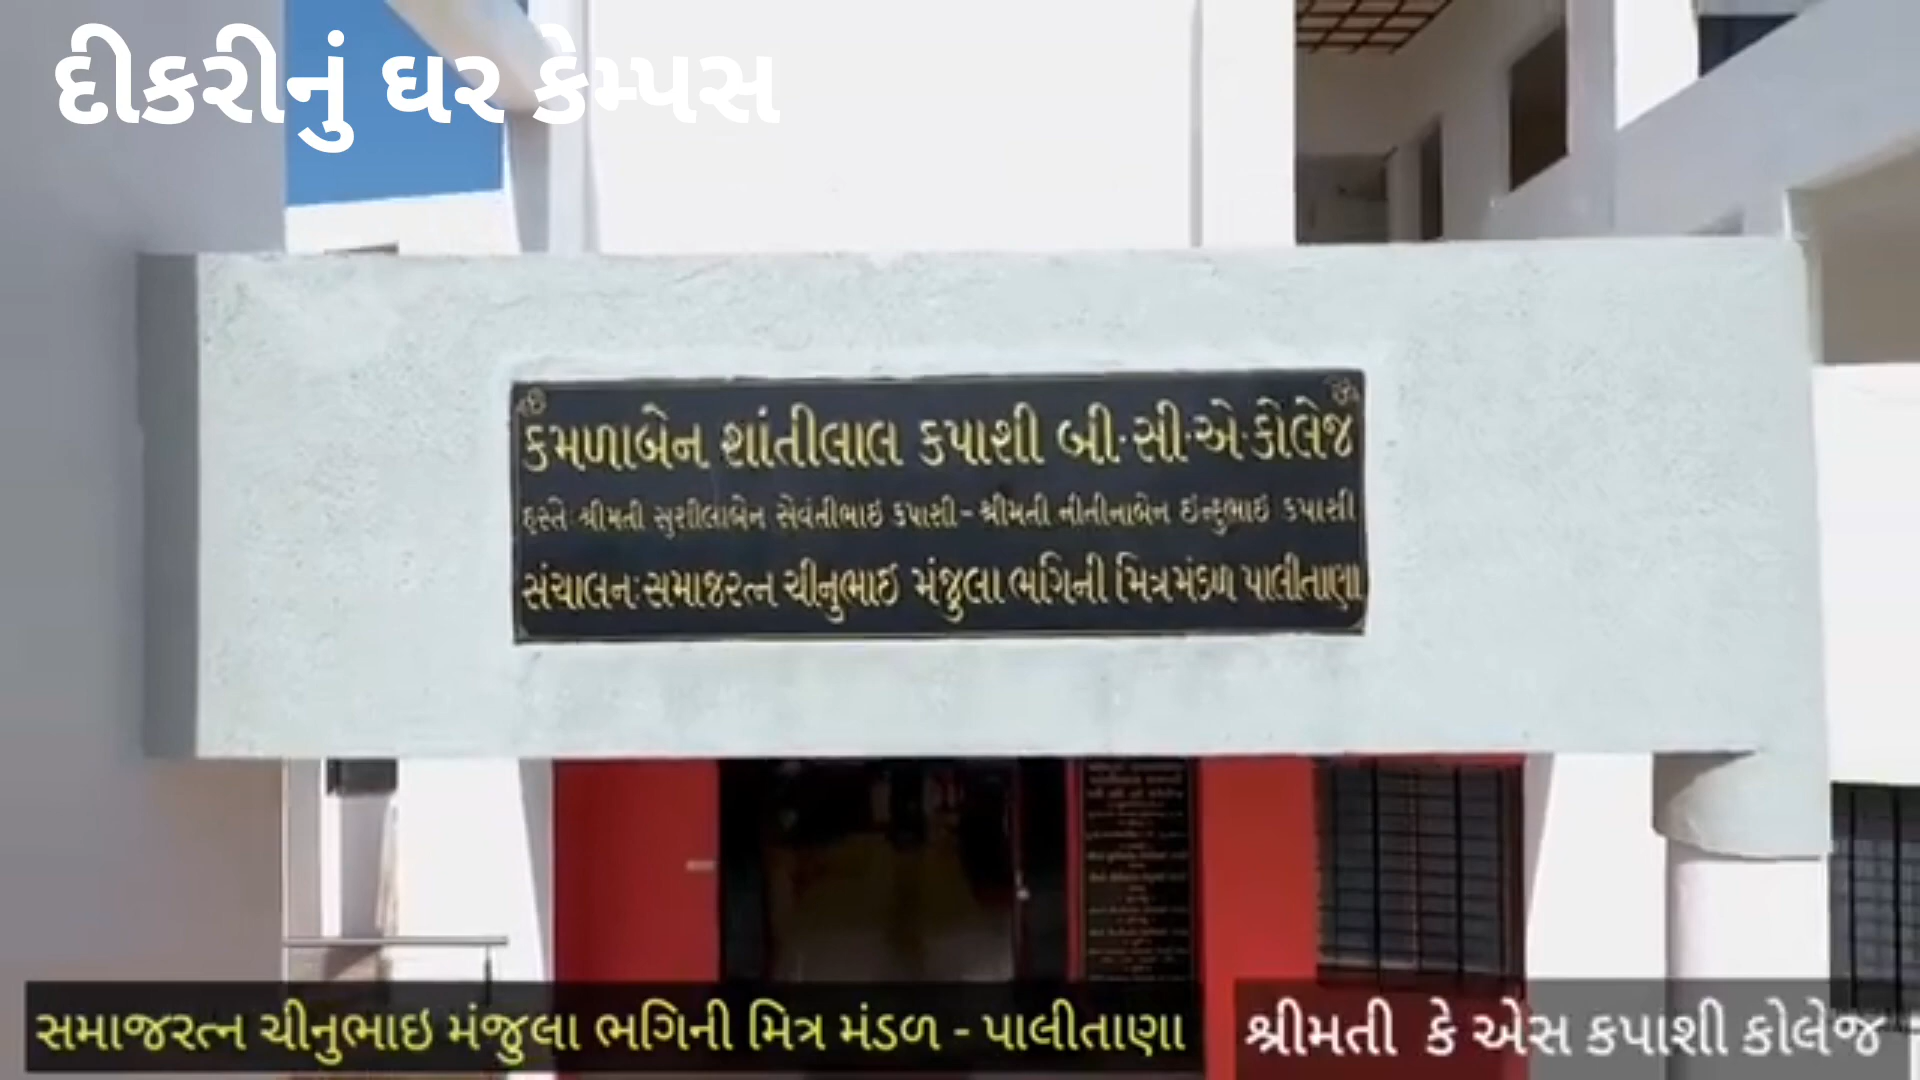 દીકરીનું ઘર કેમ્પસ
કમળાબેન શાંતીલાલ કપાશી બી.સી.એ.કોલેજ
હસ્તે શ્રીમતી સુશીલાબેન સેવંતીભાઇ કપાસી - શ્રીમતી નીતીનાબેન ઇન્દુભાઇ કપાસી
સંચાલન:સમાજરત્ન ચીનુભાઇ મંજુલા ભગિની મિત્રમંડળ પાલીતાણા
સમાજરત્ન ચીનુભાઇ મંજુલા ભગિની મિત્ર મંડળ - પાલીતાણા
શ્રીમતી કે એસ કપાશી કોલેજ